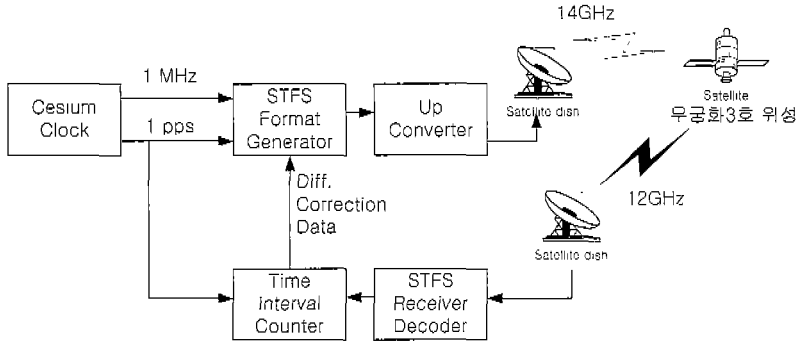 14GHz
1 MHz
Cesium
Clock
1 pps
STFS
Format
Generator
Up
Converter
Satellite dish
Satellite
무궁화3호 위성
Diff.
Correction
Data
12GHz
Satellite dish
Time
Interval
Counter
STFS
Receiver
Decoder